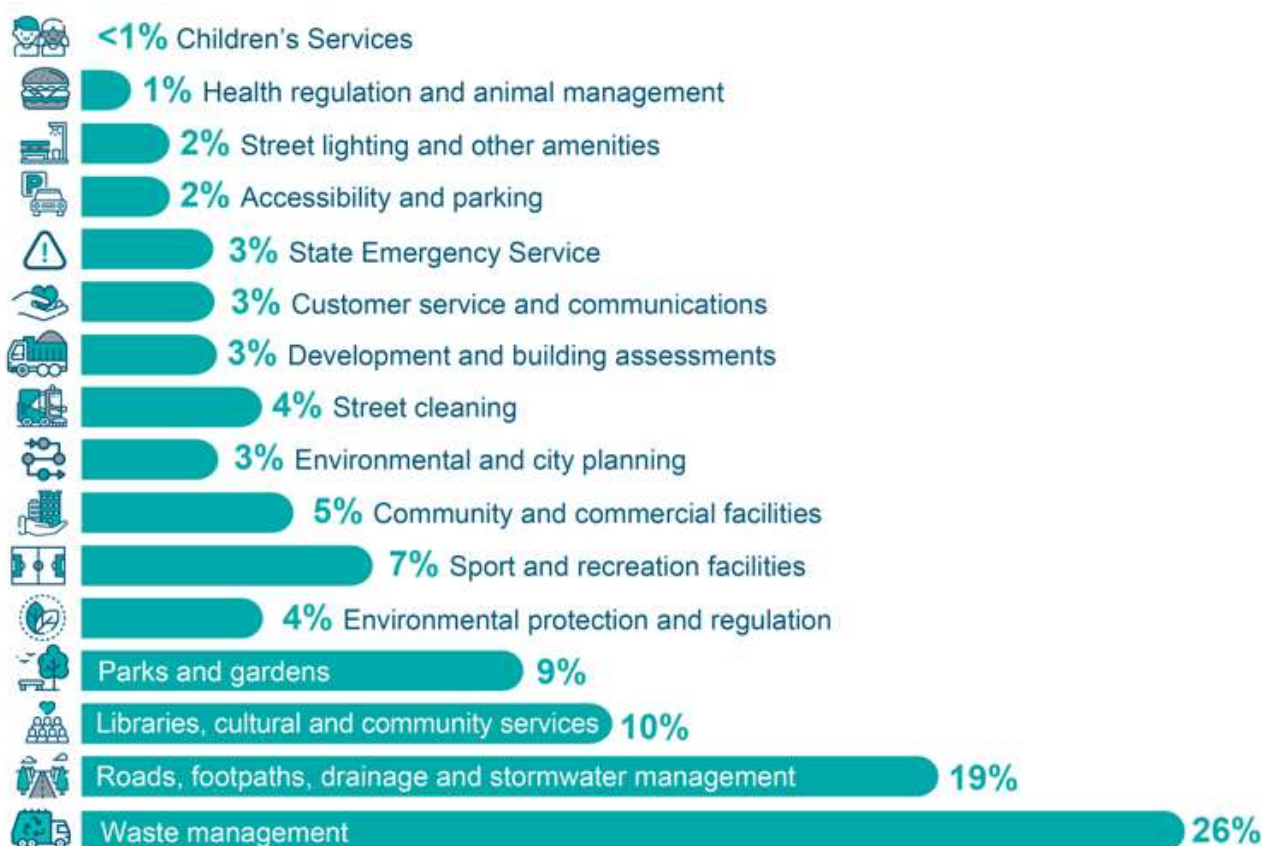 <1% Children's Services
1% Health regulation and animal management
2% Street lighting and other amenities
P
2% Accessibility and parking
3% State Emergency Service
3% Customer service and communications
3% Development and building assessments
4% Street cleaning
3% Environmental and city planning
5% Community and commercial facilities
7% Sport and recreation facilities
4% Environmental protection and regulation
Parks and gardens 9%
Libraries, cultural and community services 10%
Roads, footpaths, drainage and stormwater management 19%
Waste management 26%